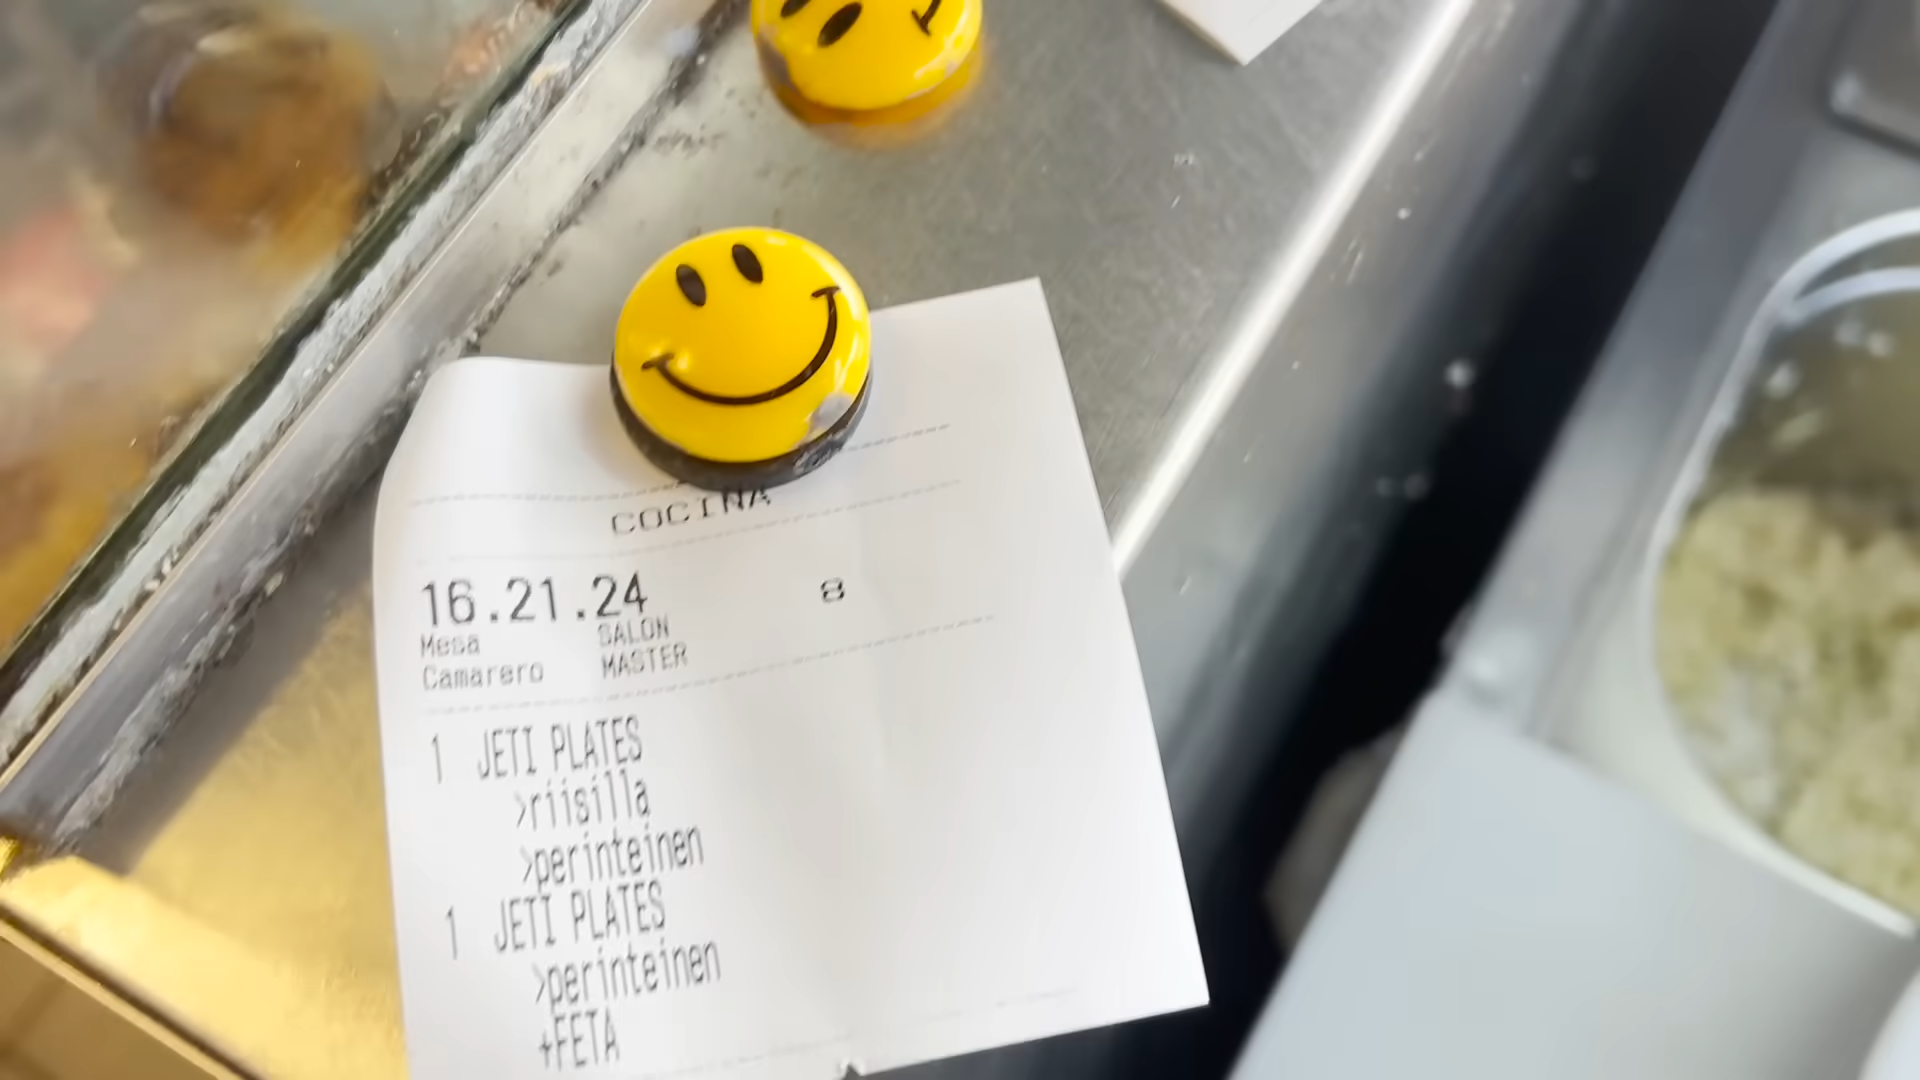 COCINA
16.21.24 8
Mesa SALON
Camarero MASTER
1 JETI PLATES
>riisilla
>perinteinen
1 JETI PLATES
>perinteinen
+FETA